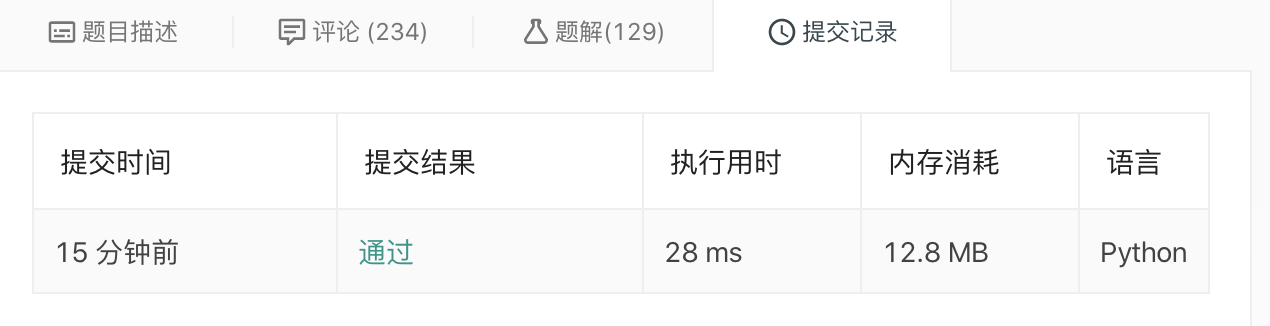 题目描述 评论 (234) 题解(129) 提交记录
提交时间 提交结果 执行用时 内存消耗 语言
15 分钟前 通过 28 ms 12.8 MB Python